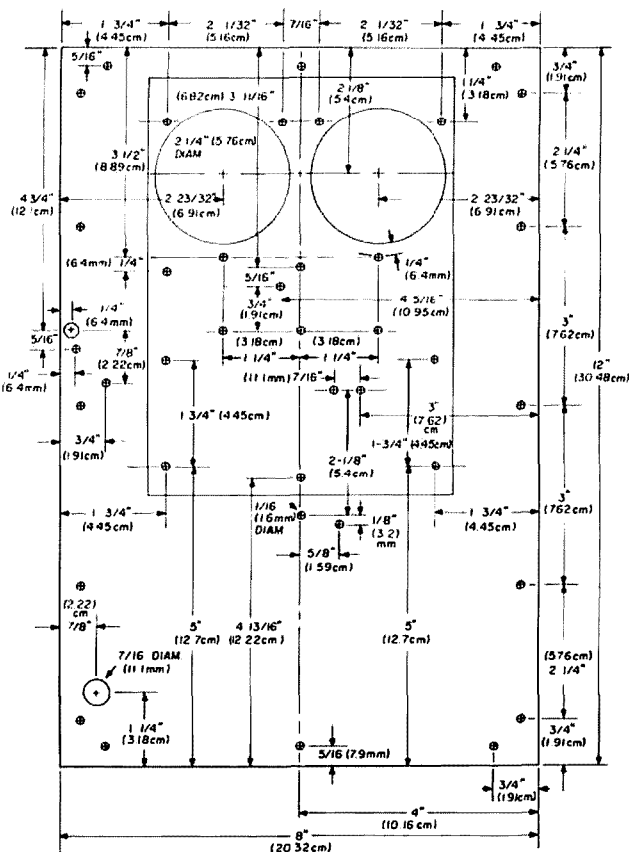 1 3/4"
(4.45cm)
2 1/32"
(5.16cm)
7/16"
2 1/32"
(5.16cm)
1 3/4"
(4.45cm)
5/16"
3/4"
(1.91cm)
1 1/4"
(3.18cm)
2 1/8"
(5.4cm)
(6.82cm) 3 11/16"
2 1/4" (5.76cm)
DIAM
3 1/2"
(8.89cm)
2 1/4"
(5.76cm)
4 3/4"
2 23/32"
(6.91cm)
2 23/32"
(6.91cm)
(6.4mm) 1/4"
1/4"
(6.4mm)
5/16"
3/4"
(1.91cm)
4 5/16"
(10.95cm)
1/4"
(6.4mm)
5/16"
3"
(7.62cm)
(3.18cm)
(3.18cm)
1 1/4"
1 1/4"
7/8"
(2.22cm)
12"
(30.48cm)
1/4"
(6.4mm)
(11.1mm) 7/16"
3/4"
(1.91cm)
1 3/4" (4.45cm)
3"
(7.62)
cm
1-3/4" (4.45cm)
2-1/8"
(5.4cm)
1 3/4"
(4.45cm)
1/16
(1.6mm)
DIAM
1/8"
(3.2)
mm
1 3/4"
(4.45cm)
3"
(7.62cm)
5/8"
(1.59cm)
(2.22)
cm
7/8"
5"
(12.7cm)
4 13/16"
(12.22cm)
5"
(12.7cm)
7/16 DIAM.
(11.1mm)
(5.76cm)
2 1/4"
1 1/4"
(3.18cm)
3/4"
(1.91cm)
5/16 (7.9mm)
3/4"
(1.91cm)
4"
(10.16cm)
8"
(20.32cm)